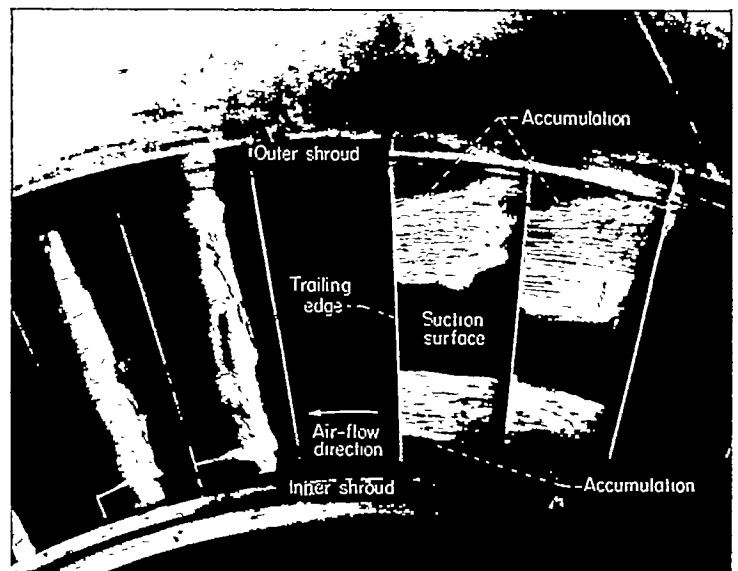 Accumulation
Outer shroud
Trailing
edge
Suction
surface
Air-flow
direction
Inner shroud
Accumulation